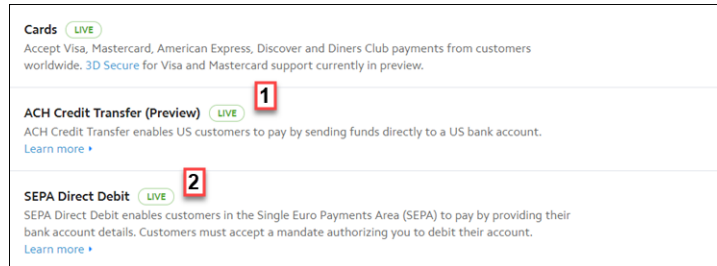 Cards LIVE
Accept Visa, Mastercard, American Express, Discover and Diners Club payments from customers
worldwide. 3D Secure for Visa and Mastercard support currently in preview.
1
ACH Credit Transfer (Preview) LIVE
ACH Credit Transfer enables US customers to pay by sending funds directly to a US bank account.
Learn more
2
SEPA Direct Debit LIVE
SEPA Direct Debit enables customers in the Single Euro Payments Area (SEPA) to pay by providing their
bank account details. Customers must accept a mandate authorizing you to debit their account.
Learn more